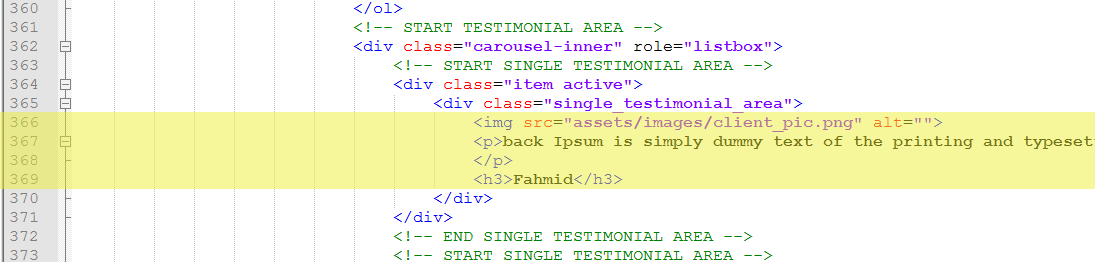 360 </ol>
361 <!-- START TESTIMONIAL AREA -->
362 <div class="carousel-inner" role="listbox">
363 <!-- START SINGLE TESTIMONIAL AREA -->
364 <div class="item active">
365 <div class="single_testimonial_area">
366 <img src="assets/images/client_pic.png" alt="">
367 <p>back Ipsum is simply dummy text of the printing and typesett
368 </p>
369 <h3>Fahmid</h3>
370 </div>
371 </div>
372 <!-- END SINGLE TESTIMONIAL AREA -->
373 <!-- START SINGLE TESTIMONIAL AREA -->